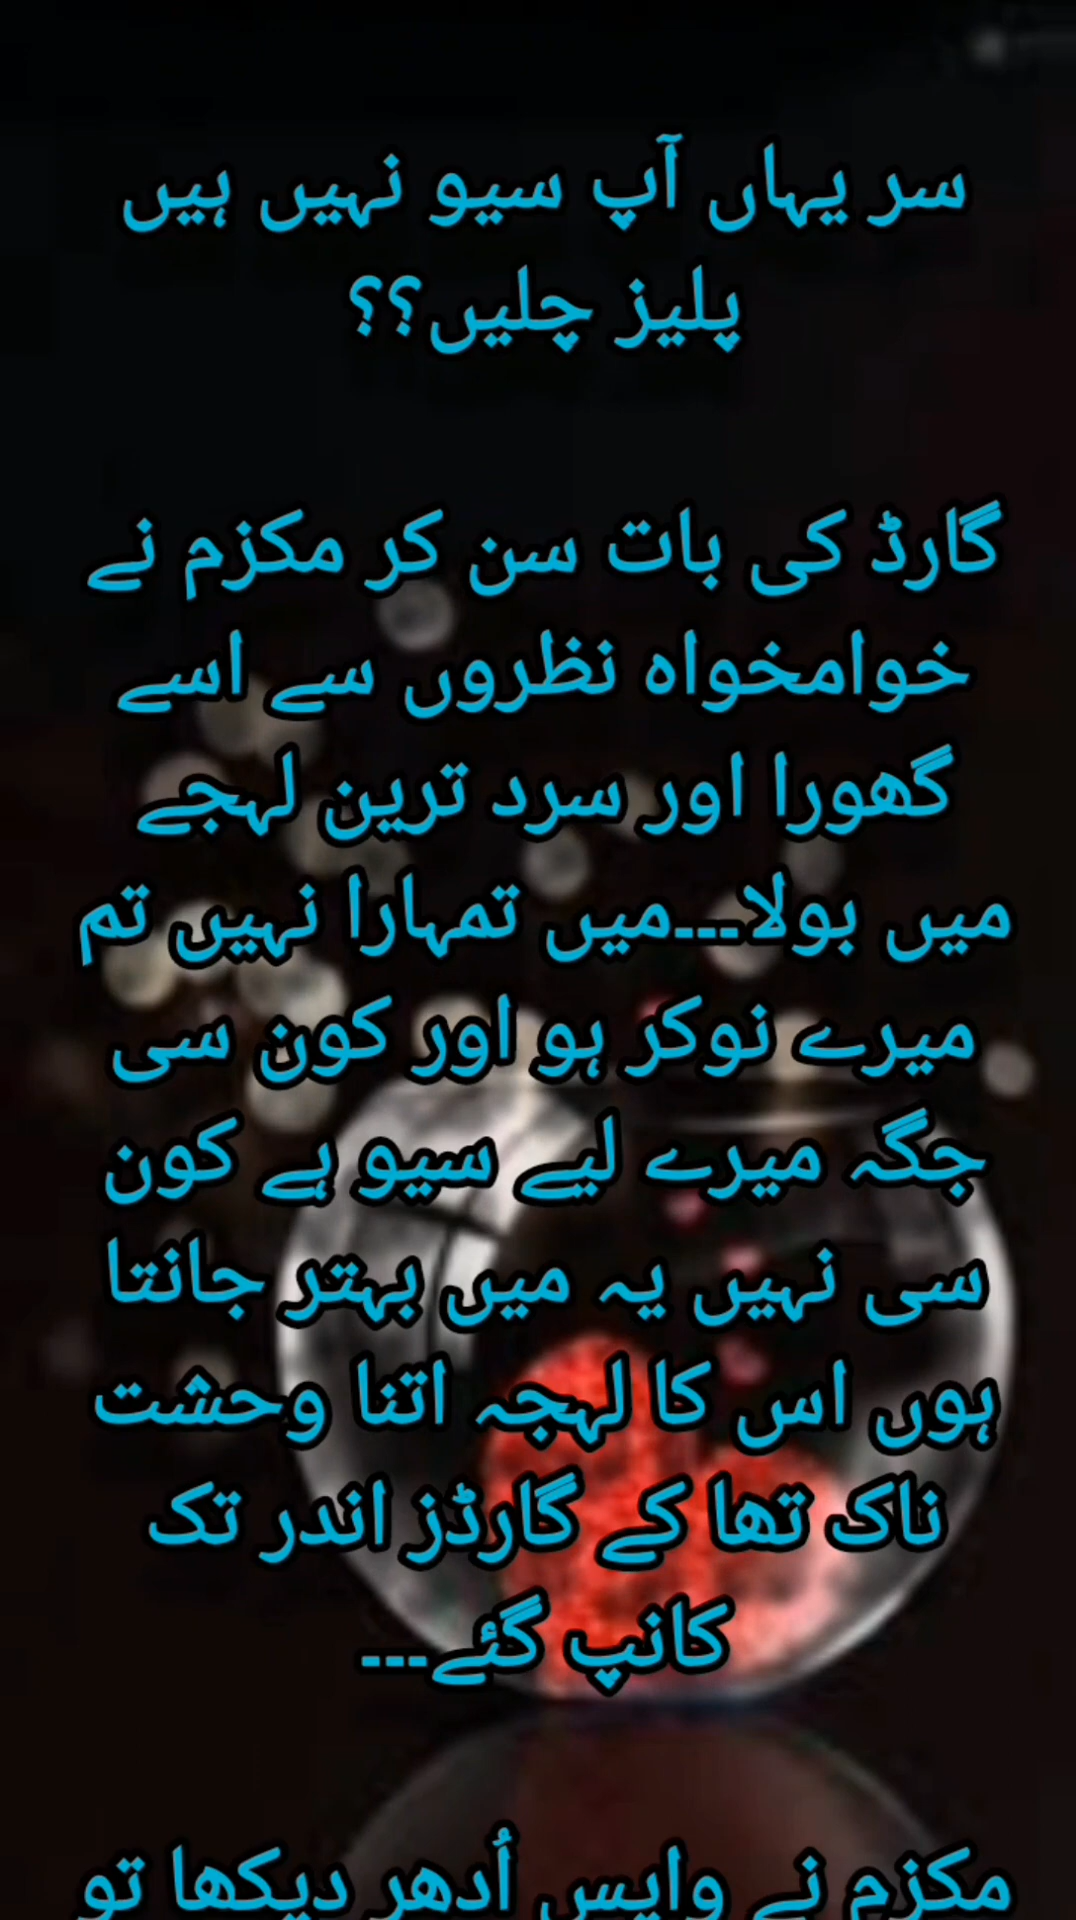 سر یہاں آپ سیو نہیں ہیں
پلیز چلیں؟؟
گارڈ کی بات سن کر مکزم نے
خوامخواہ نظروں سے اسے
گھورا اور سرد ترین لہجے
میں بولا۔۔۔میں تمہارا نہیں تم
میرے نوکر ہو اور کون سی
جگہ میرے لیے سیو ہے کون
سی نہیں یہ میں بہتر جانتا
ہوں اس کا لہجہ اتنا وحشت
ناک تھا کے گارڈز اندر تک
کانپ گئے۔۔۔
مکزم نے واپس اُدھر دیکھا تو